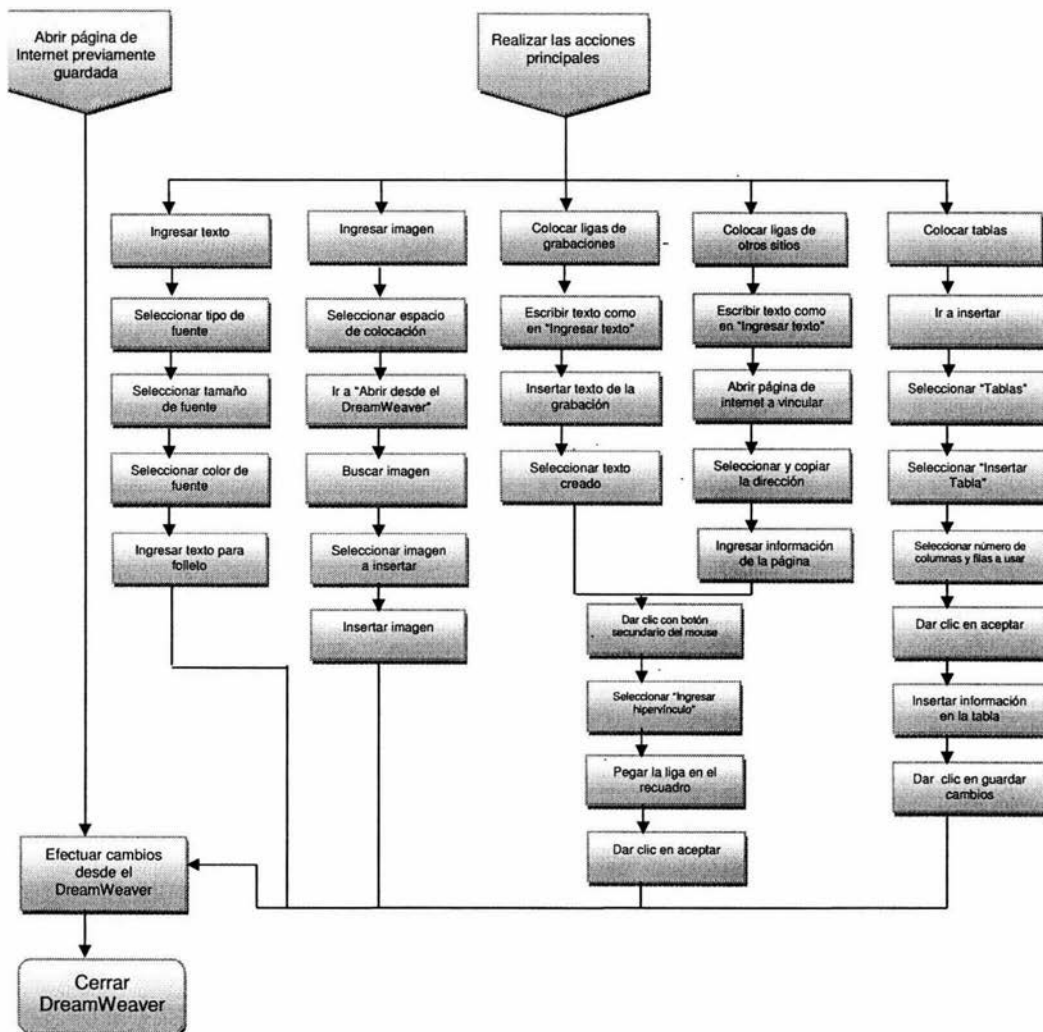 Abrir página de
Internet previamente
guardada
Realizar las acciones
principales
Ingresar texto
Seleccionar tipo de
fuente
Seleccionar tamaño
de fuente
Seleccionar color de
fuente
Ingresar texto para
folleto
Ingresar imagen
Seleccionar espacio
de colocación
Ir a "Abrir desde el
DreamWeaver"
Buscar imagen
Seleccionar imagen
a insertar
Insertar imagen
Colocar ligas de
grabaciones
Escribir texto como
en "Ingresar texto"
Insertar texto de la
grabación
Seleccionar texto
creado
Colocar ligas de
otros sitios
Escribir texto como
en "Ingresar texto"
Abrir página de
internet a vincular
Seleccionar y copiar
la dirección
Ingresar información
de la página
Dar clic con botón
secundario del mouse
Seleccionar "Ingresar
hipervínculo"
Pegar la liga en el
recuadro
Dar clic en aceptar
Colocar tablas
Ir a insertar
Seleccionar "Tablas"
Seleccionar "Insertar
Tabla"
Seleccionar número de
columnas y filas a usar
Dar clic en aceptar
Insertar información
en la tabla
Dar clic en guardar
cambios
Efectuar cambios
desde el
DreamWeaver
Cerrar
DreamWeaver